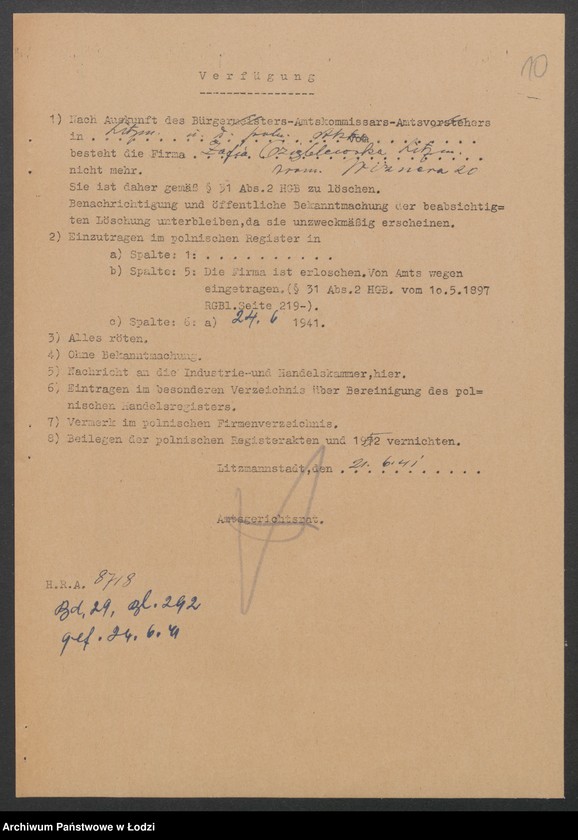 10
Verfügung
1) Nach Auskunft des Bürgermeisters-Amtskommissars-Amtsvorstehers
in Litzm. u. d. poln.
besteht die Firma Zofia Litzm.
nicht mehr. 20
Sie ist daher gemäß § 31 Abs.2 HGB zu löschen.
Benachrichtigung und öffentliche Bekanntmachung der beabsichtig=
ten Löschung unterbleiben,da sie unzweckmäßig erscheinen.
2) Einzutragen im polnischen Register in
a) Spalte: 1: . . . . . . . . . . .
b) Spalte: 5: Die Firma ist erloschen.Von Amts wegen
eingetragen.(§ 31 Abs.2 HGB. vom 10.5.1897
RGBl.Seite 219-).
c) Spalte: 6: a) 24. 6 1941.
3) Alles röten.
4) Ohne Bekanntmachung.
5) Nachricht an die Industrie-und Handelskammer,hier.
6) Eintragen im besonderen Verzeichnis über Bereinigung des pol=
nischen Handelsregisters.
7) Vermerk im polnischen Firmenverzeichnis.
8) Beilegen der polnischen Registerakten und vernichten.
Litzmannstadt,den 21. 6. 41
Amtsgerichtsrat.
H.R.A. 8718
Bd. 29, Bl. 292
gef. 24. 6. 41
Archiwum Państwowe w Łodzi